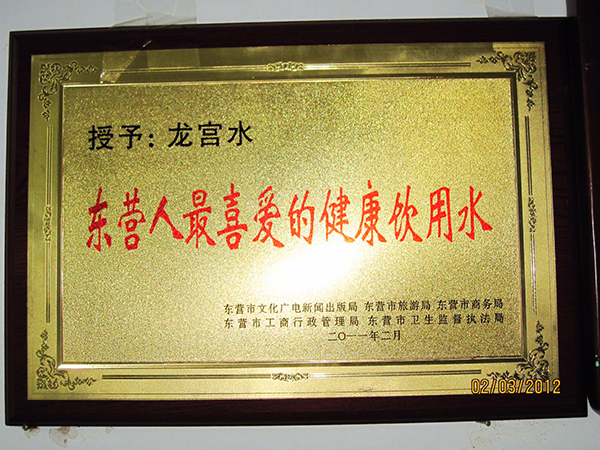 授予：龙宫水
东营人最喜爱的健康饮用水
东营市文化广电新闻出版局 东营市旅游局 东营市商务局
东营市工商行政管理局 东营市卫生监督执法局
二〇一一年二月
02/03/2012